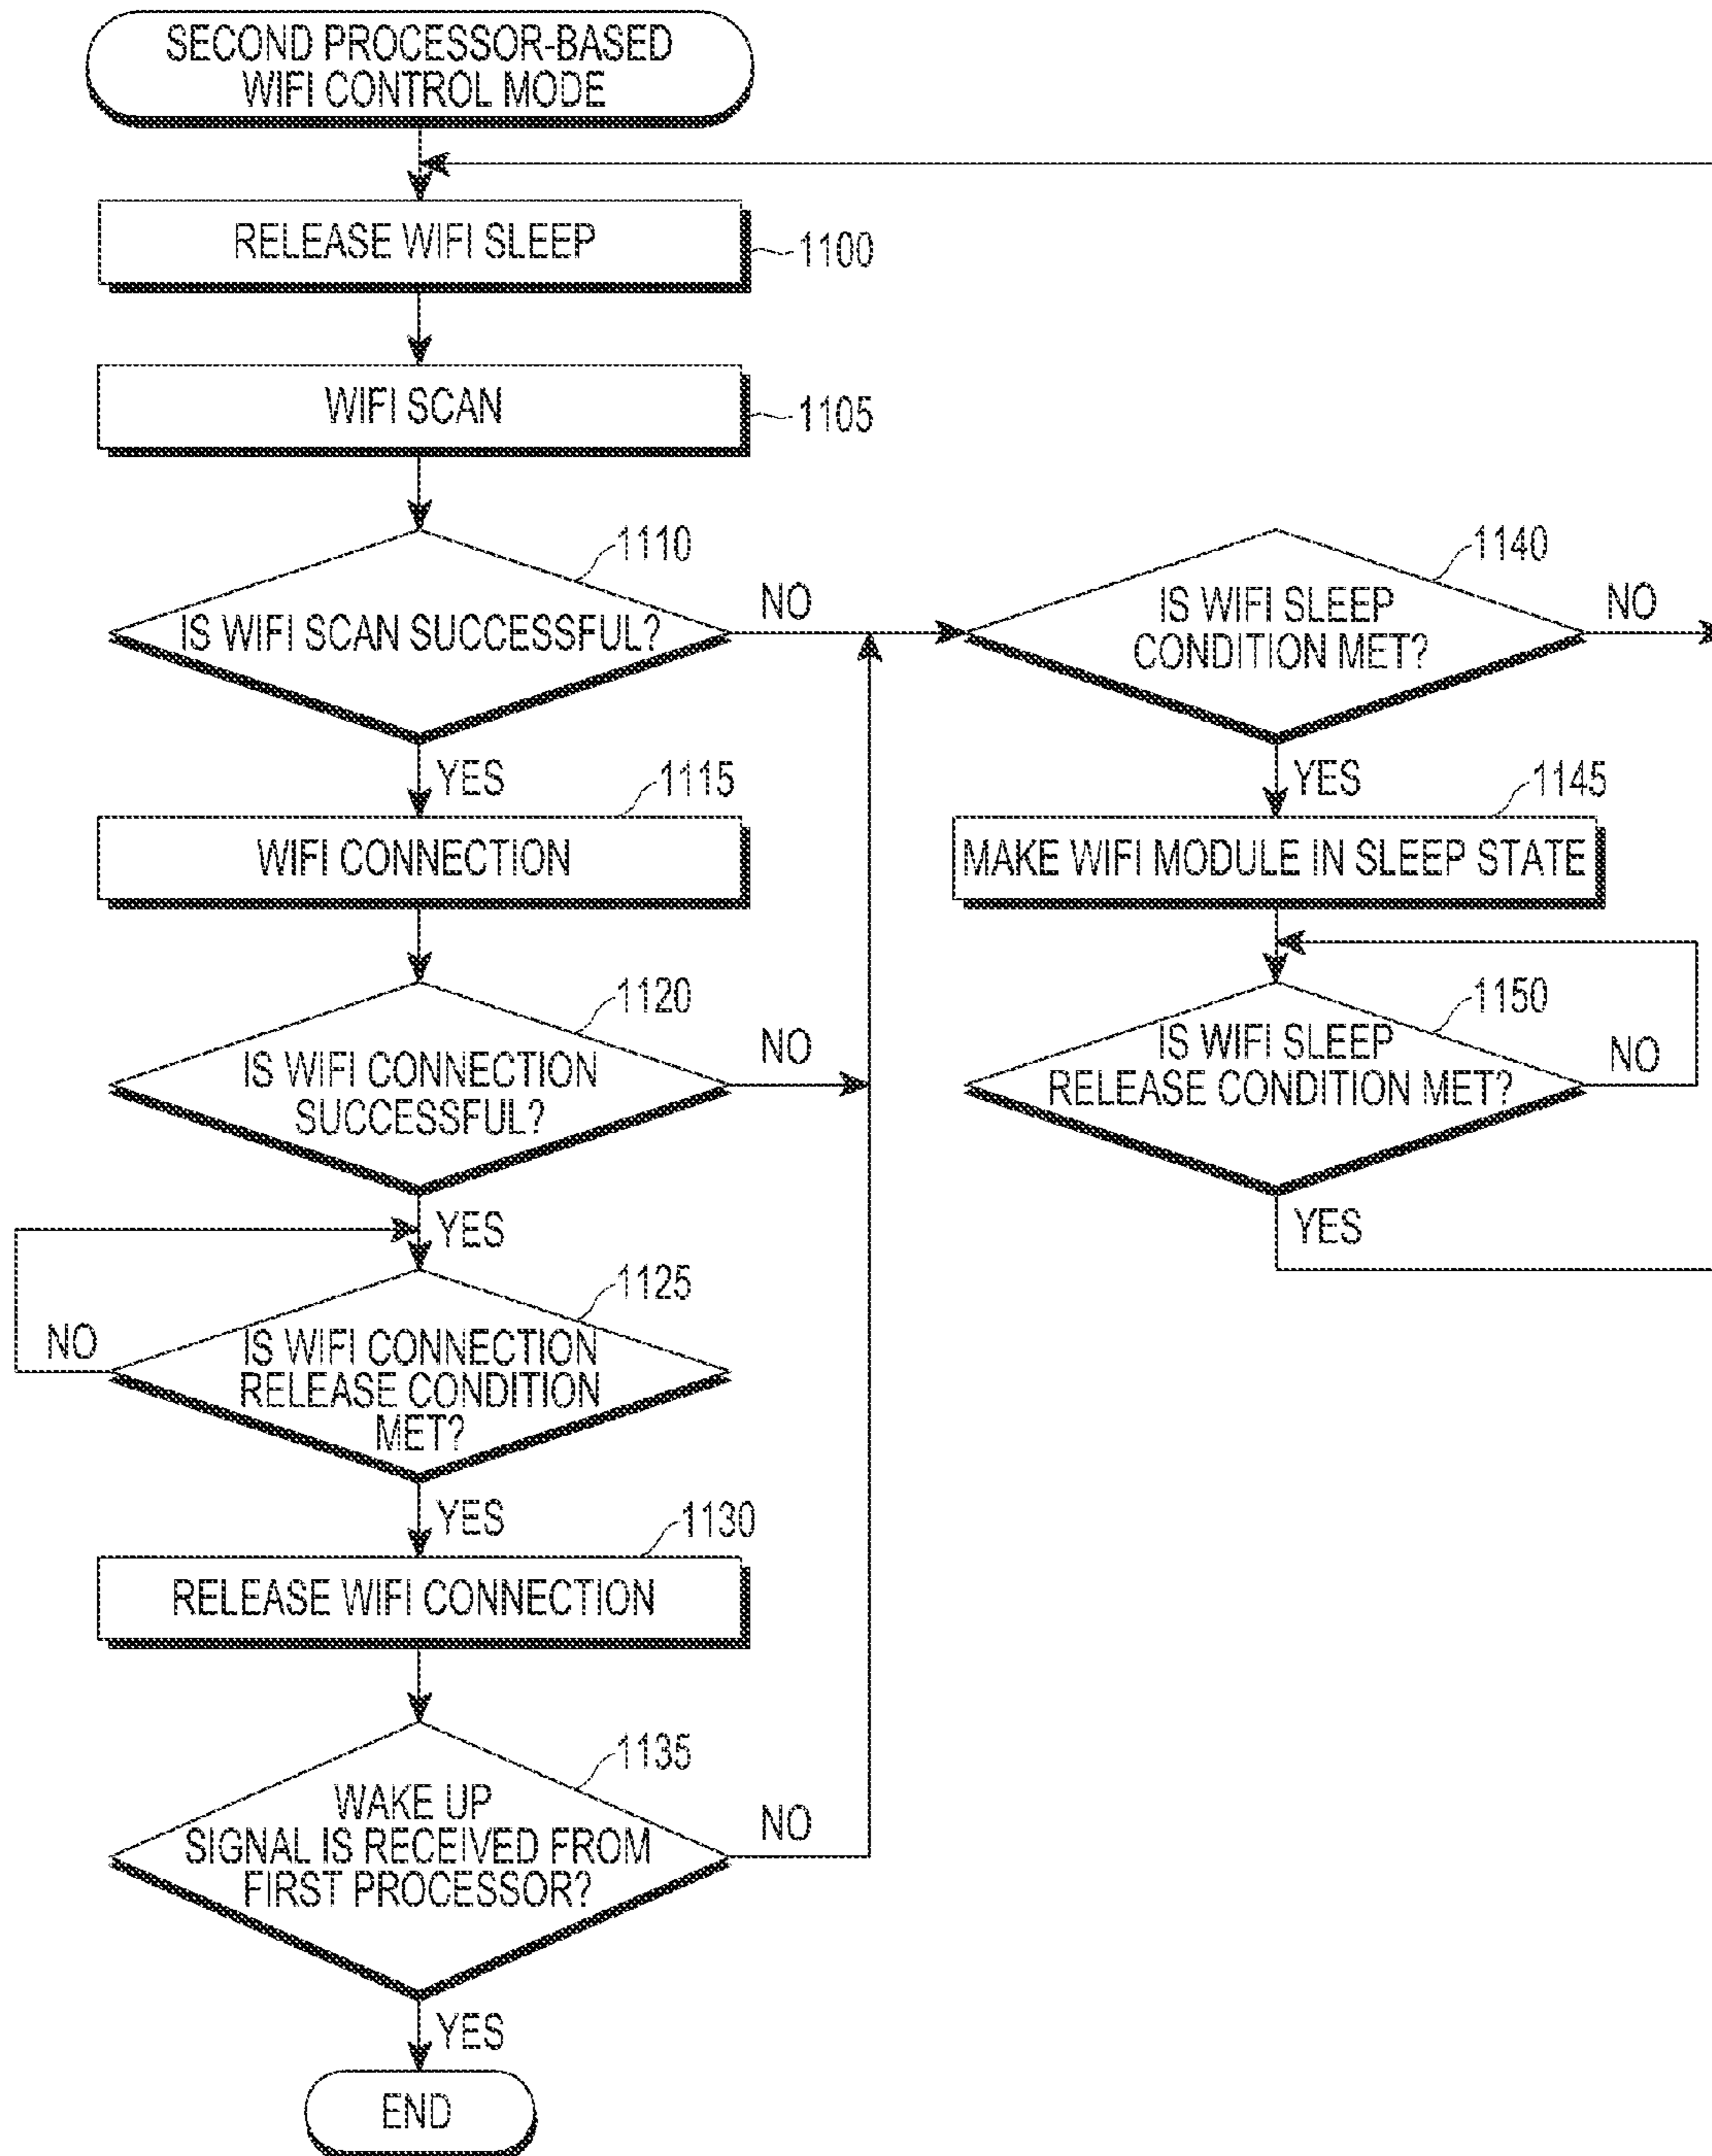 SECOND PROCESSOR-BASED
WIFI CONTROL MODE
RELEASE WIFI SLEEP
1100
WIFI SCAN
1105
1110
IS WIFI SCAN SUCCESSFUL?
NO
YES
1115
WIFI CONNECTION
1120
IS WIFI CONNECTION
SUCCESSFUL?
NO
YES
1125
IS WIFI CONNECTION
RELEASE CONDITION
MET?
NO
YES
1130
RELEASE WIFI CONNECTION
1135
WAKE UP
SIGNAL IS RECEIVED FROM
FIRST PROCESSOR?
NO
YES
END
1140
IS WIFI SLEEP
CONDITION MET?
NO
YES
1145
MAKE WIFI MODULE IN SLEEP STATE
1150
IS WIFI SLEEP
RELEASE CONDITION MET?
NO
YES